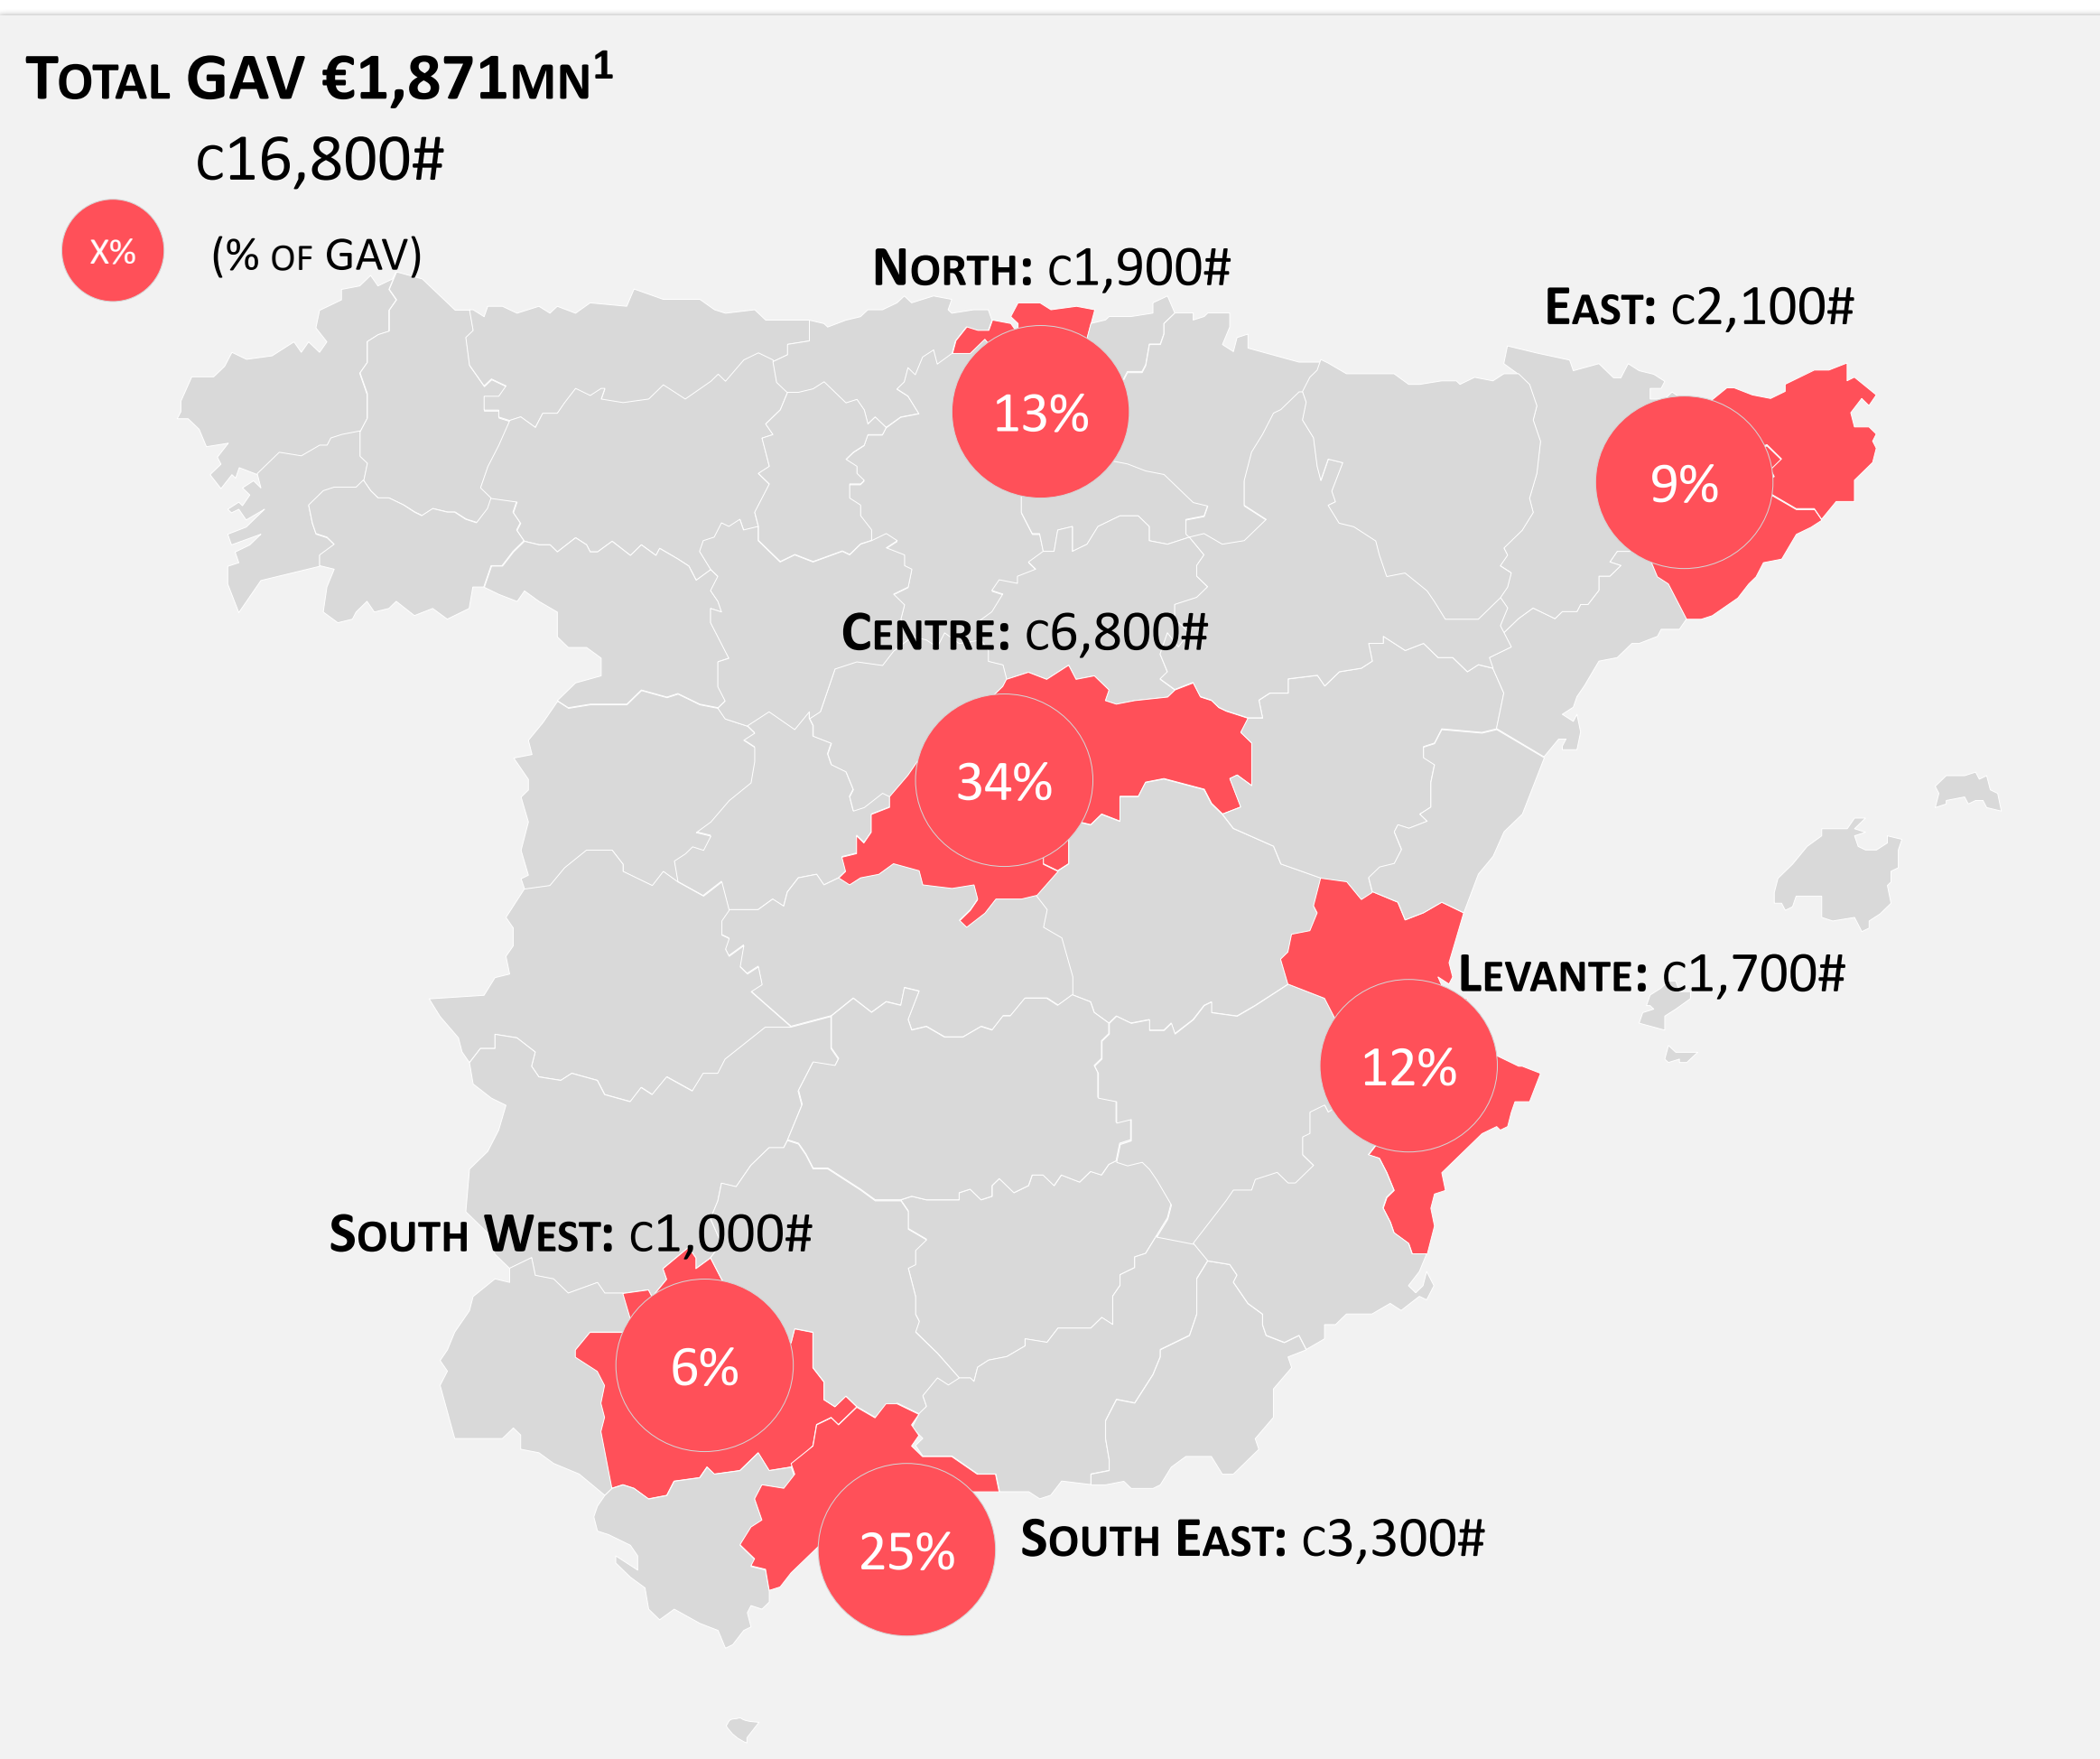 TOTAL GAV €1,871MN¹
C16,800#
X% (% OF GAV)
NORTH: C1,900#
EAST: C2,100#
13%
9%
CENTRE: C6,800#
34%
LEVANTE: C1,700#
12%
SOUTH WEST: C1,000#
6%
25%
SOUTH EAST: C3,300#